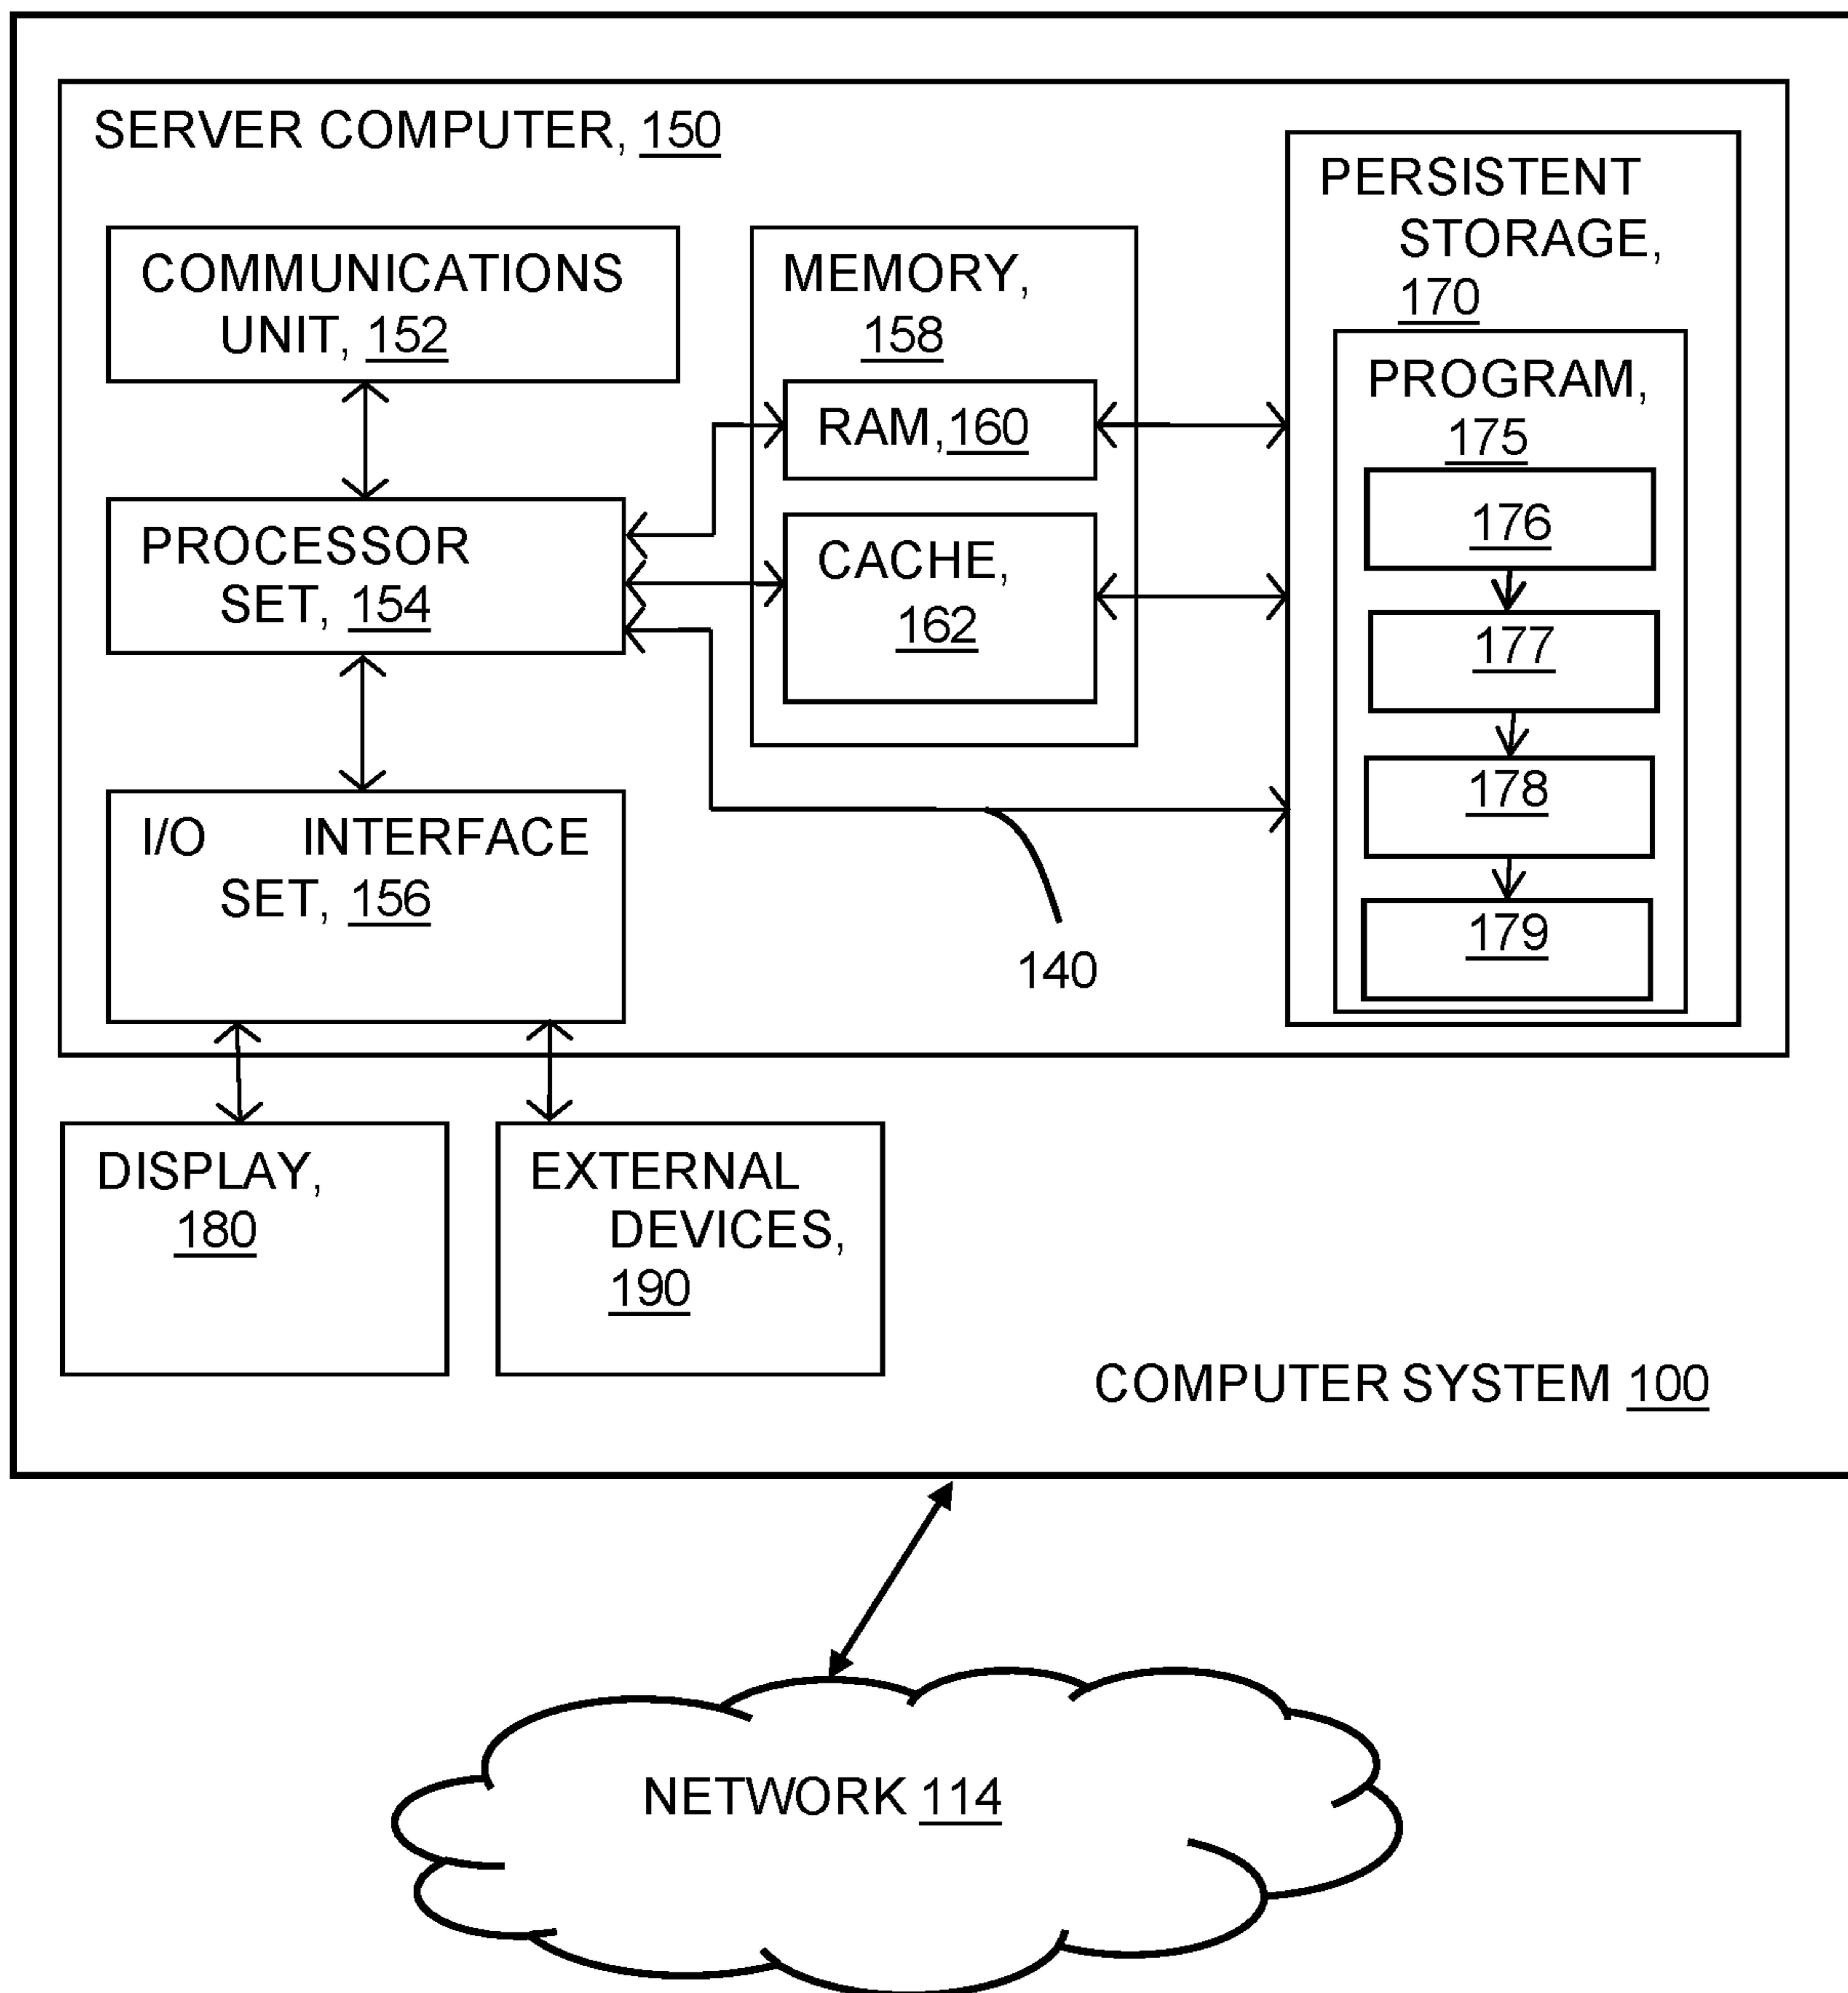 SERVER COMPUTER, 150
COMMUNICATIONS
UNIT, 152
PROCESSOR
SET, 154
I/O INTERFACE
SET, 156
MEMORY,
158
RAM, 160
CACHE,
162
140
PERSISTENT
STORAGE,
170
PROGRAM,
175
176
177
178
179
DISPLAY,
180
EXTERNAL
DEVICES,
190
COMPUTER SYSTEM 100
NETWORK 114